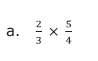 a. 2/3 × 5/4